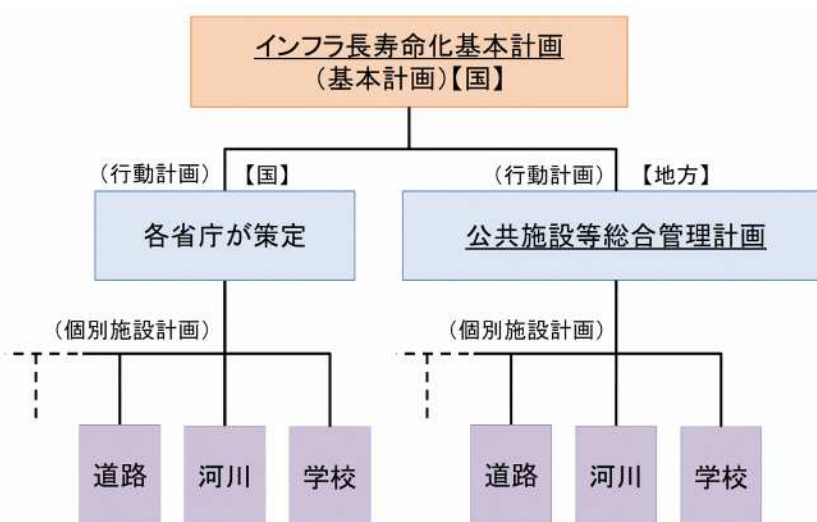 インフラ長寿命化基本計画
(基本計画)【国】
(行動計画) 【国】
(行動計画) 【地方】
各省庁が策定
公共施設等総合管理計画
(個別施設計画)
(個別施設計画)
道路
河川
学校
道路
河川
学校